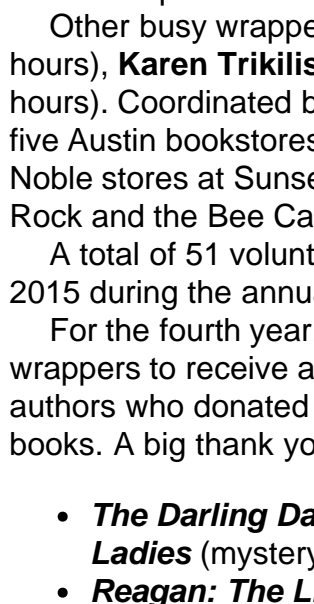 Other busy wrappe
hours), Karen Trikilis
hours). Coordinated b
five Austin bookstores
Noble stores at Sunse
Rock and the Bee Ca
A total of 51 volunt
2015 during the annua
For the fourth year
wrappers to receive a
authors who donated
books. A big thank yo
• The Darling Da
Ladies (mystery
• Reagan: The L